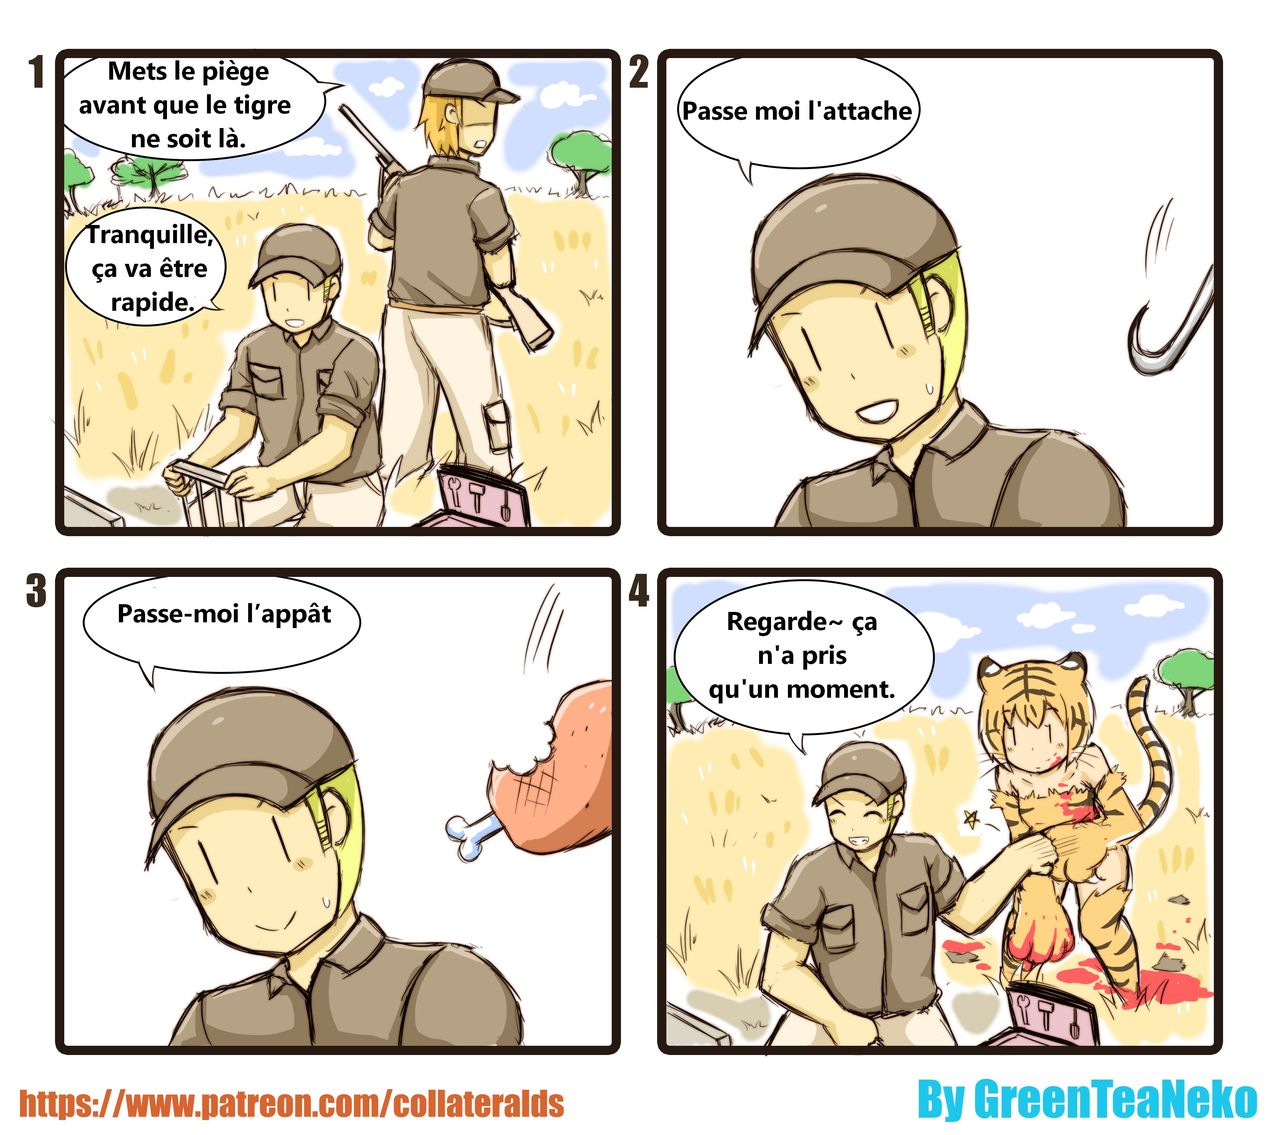 1
Mets le piège
avant que le tigre
ne soit là.
Tranquille,
ça va être
rapide.
2
Passe moi l'attache
3
Passe-moi l’appât
4
Regarde~ ça
n'a pris
qu'un moment.
https://www.patreon.com/collateralds
By GreenTeaNeko